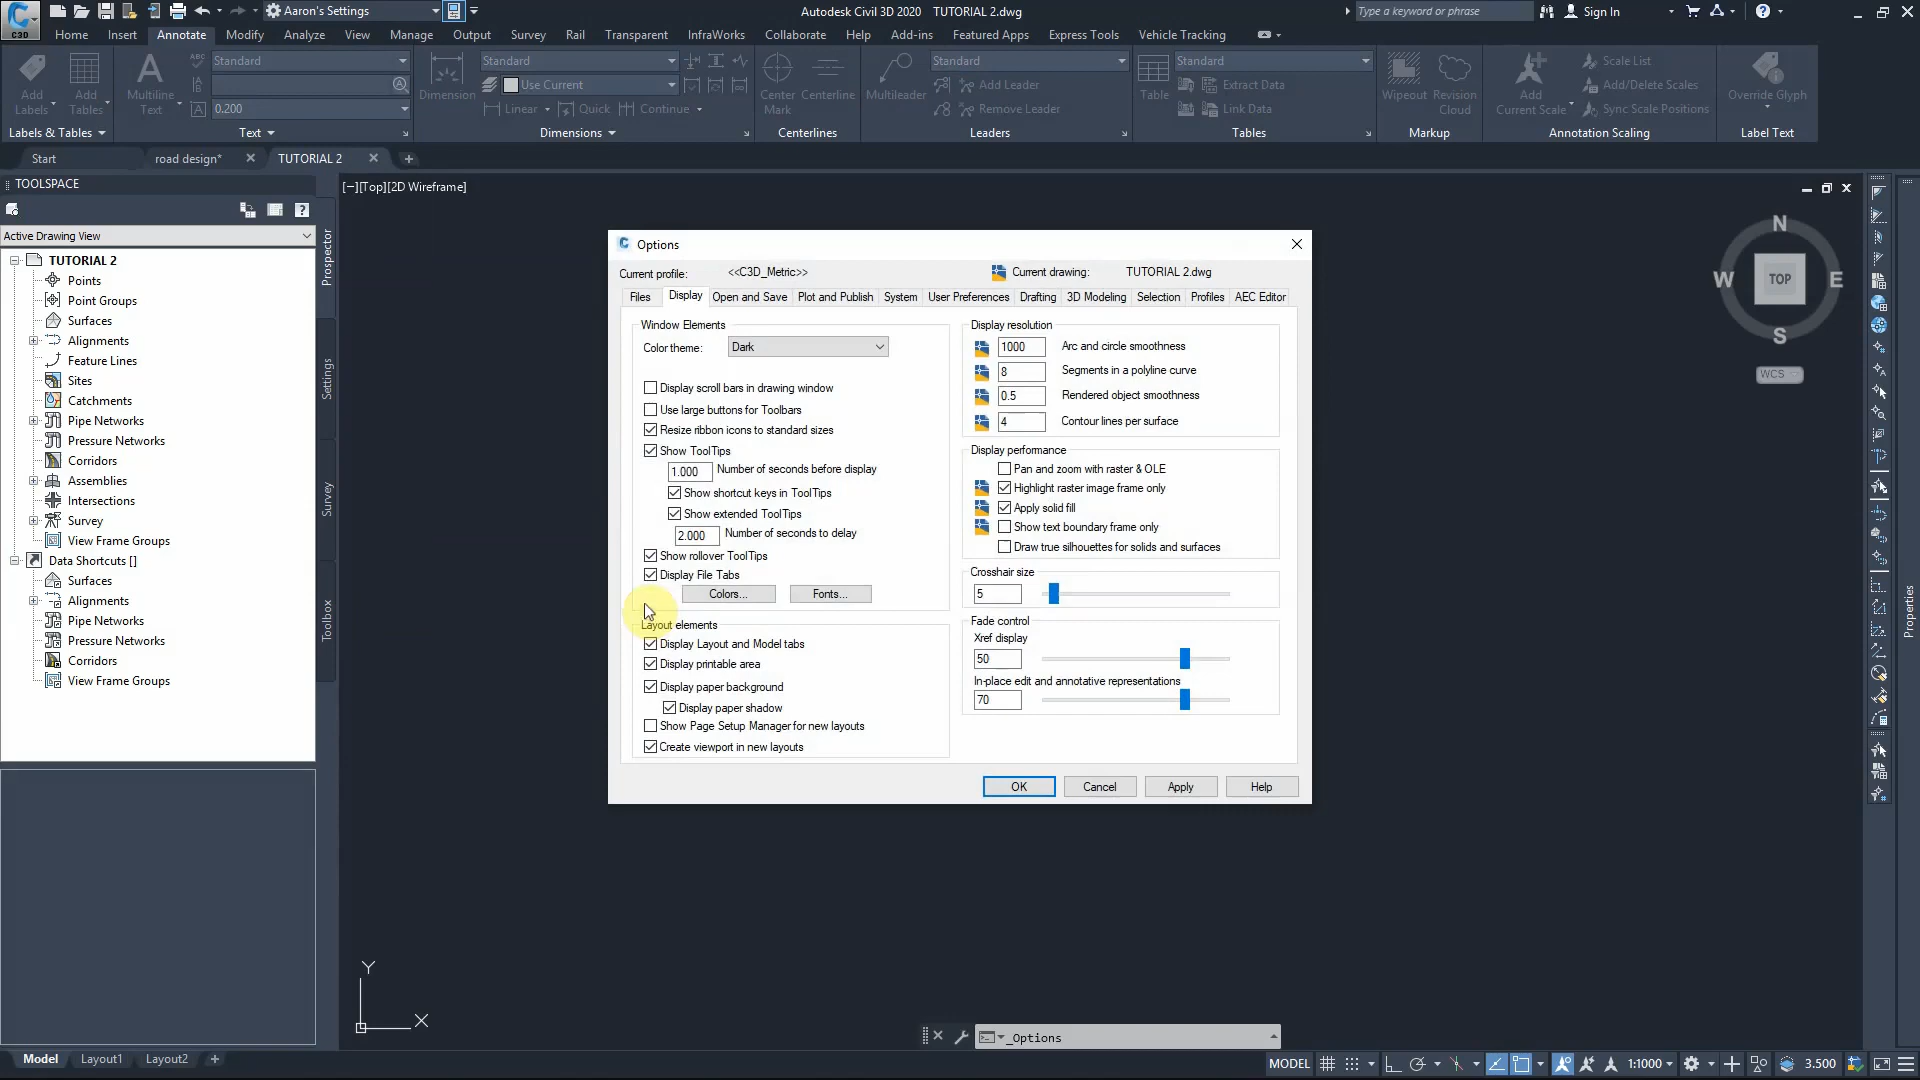 Aaron's Settings
Autodesk Civil 3D 2020 TUTORIAL 2.dwg
Type a keyword or phrase
Sign In
C3D
Home Insert Annotate Modify Analyze View Manage Output Survey Rail Transparent InfraWorks Collaborate Help Add-ins Featured Apps Express Tools Vehicle Tracking
Add Labels
Add Tables
Labels & Tables
Multiline Text
Standard
0.200
Text
Dimension
Standard
Use Current
Linear Quick Continue
Dimensions
Center Mark
Centerline
Centerlines
Multileader
Standard
Add Leader
Remove Leader
Leaders
Table
Standard
Extract Data
Link Data
Tables
Wipeout
Revision Cloud
Markup
Add Current Scale
Scale List
Add/Delete Scales
Sync Scale Positions
Annotation Scaling
Override Glyph
Label Text
Start road design* TUTORIAL 2
TOOLSPACE
Active Drawing View
TUTORIAL 2
Points
Point Groups
Surfaces
Alignments
Feature Lines
Sites
Catchments
Pipe Networks
Pressure Networks
Corridors
Assemblies
Intersections
Survey
View Frame Groups
Data Shortcuts []
Surfaces
Alignments
Pipe Networks
Pressure Networks
Corridors
View Frame Groups
Prospector
Settings
Survey
Toolbox
[−][Top][2D Wireframe]
N
W TOP E
S
WCS
Properties
Options
Current profile: <<C3D_Metric>> Current drawing: TUTORIAL 2.dwg
Files Display Open and Save Plot and Publish System User Preferences Drafting 3D Modeling Selection Profiles AEC Editor
Window Elements
Color theme: Dark
Display scroll bars in drawing window
Use large buttons for Toolbars
Resize ribbon icons to standard sizes
Show ToolTips
1.000 Number of seconds before display
Show shortcut keys in ToolTips
Show extended ToolTips
2.000 Number of seconds to delay
Show rollover ToolTips
Display File Tabs
Colors... Fonts...
Layout elements
Display Layout and Model tabs
Display printable area
Display paper background
Display paper shadow
Show Page Setup Manager for new layouts
Create viewport in new layouts
Display resolution
1000 Arc and circle smoothness
8 Segments in a polyline curve
0.5 Rendered object smoothness
4 Contour lines per surface
Display performance
Pan and zoom with raster & OLE
Highlight raster image frame only
Apply solid fill
Show text boundary frame only
Draw true silhouettes for solids and surfaces
Crosshair size
5
Fade control
Xref display
50
In-place edit and annotative representations
70
OK Cancel Apply Help
Y
X
_Options
Model Layout1 Layout2
MODEL 1:1000 3.500